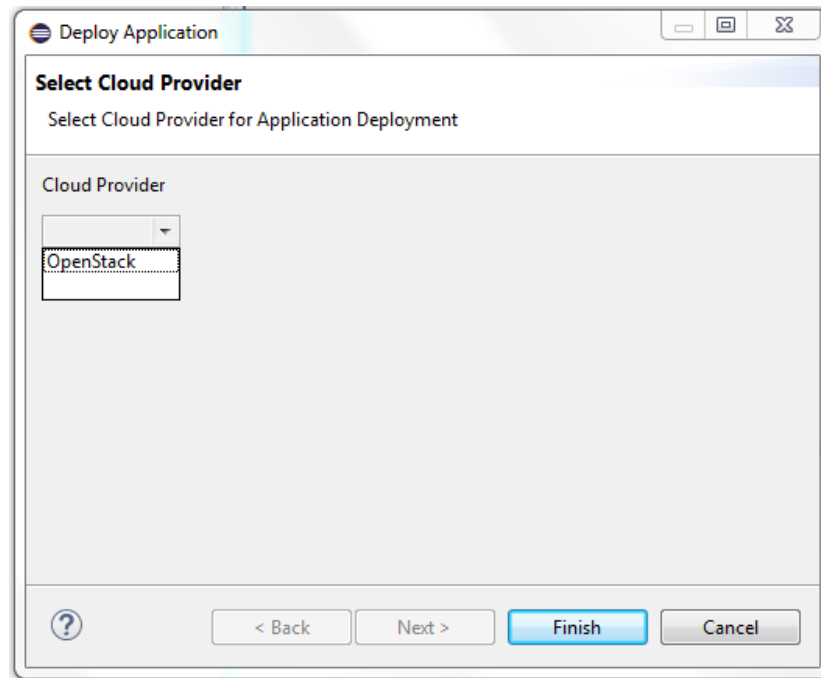 Deploy Application
Select Cloud Provider
Select Cloud Provider for Application Deployment
Cloud Provider
OpenStack
?
< Back Next > Finish Cancel